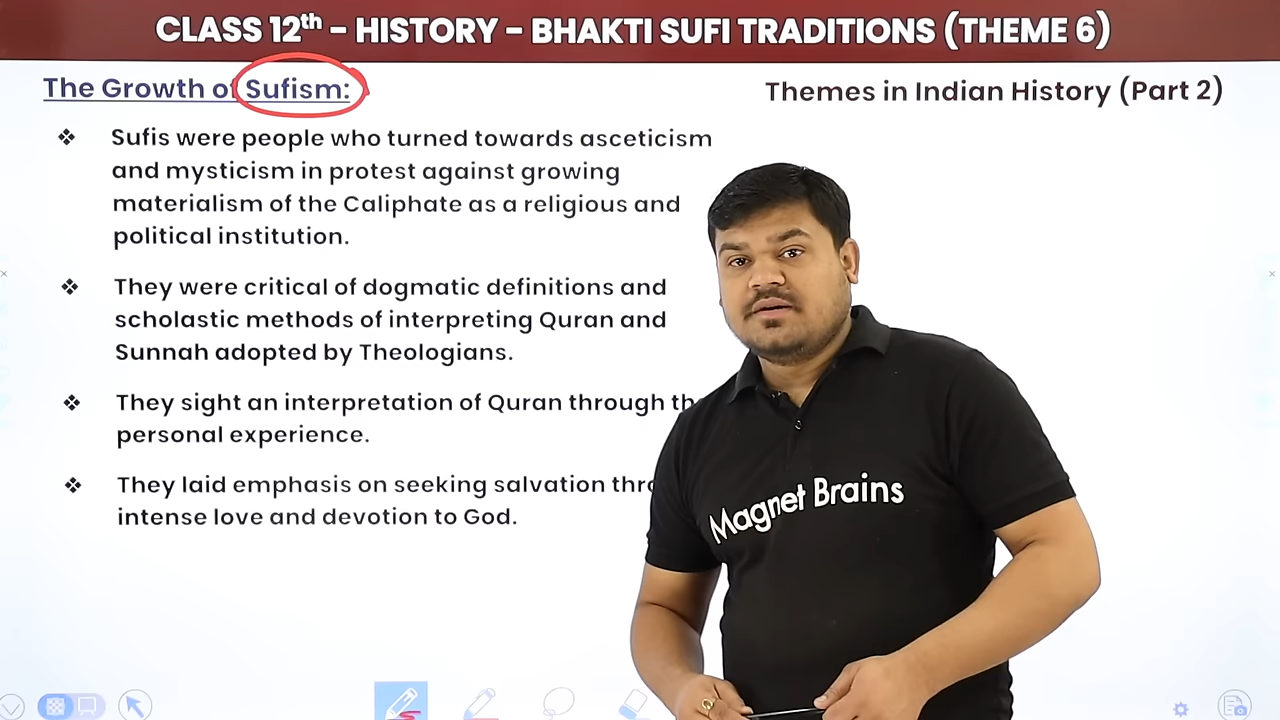 CLASS 12th - HISTORY - BHAKTI SUFI TRADITIONS (THEME 6)
The Growth of Sufism:
Themes in Indian History (Part 2)
❖ Sufis were people who turned towards asceticism
and mysticism in protest against growing
materialism of the Caliphate as a religious and
political institution.
❖ They were critical of dogmatic definitions and
scholastic methods of interpreting Quran and
Sunnah adopted by Theologians.
❖ They sight an interpretation of Quran through
personal experience.
❖ They laid emphasis on seeking salvation
intense love and devotion to God.
Magnet Brains